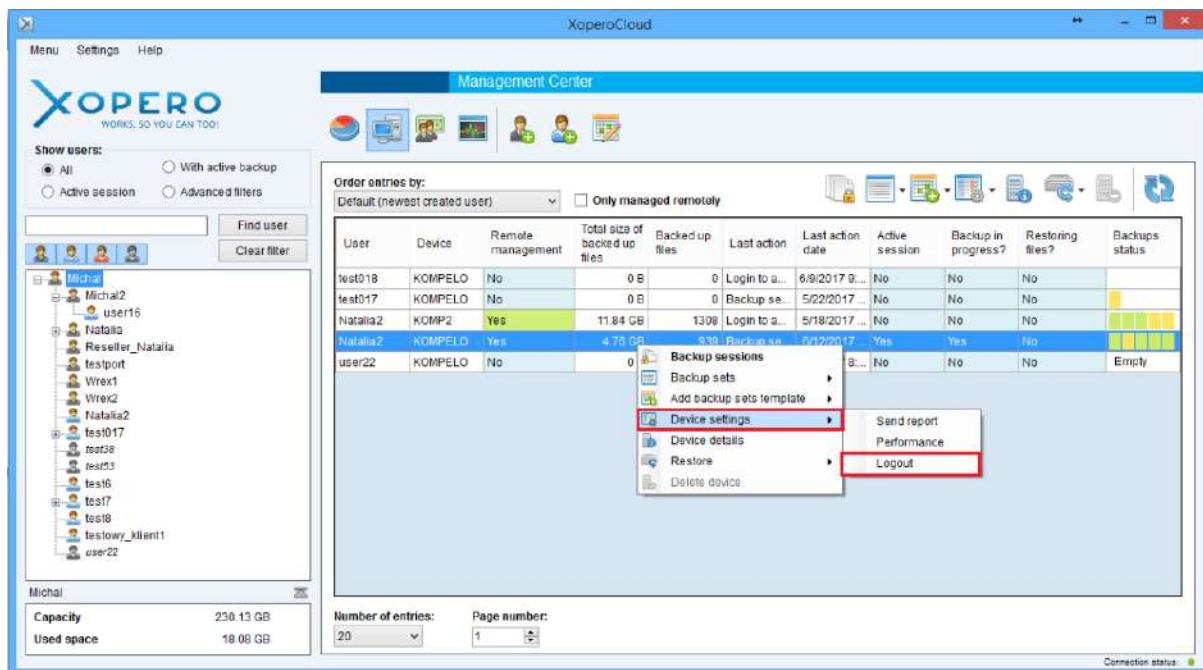 XoperoCloud
Menu Settings Help
XOPERO
WORKS, SO YOU CAN TOO!
Management Center
Show users:
All
With active backup
Active session
Advanced filters
Find user
Clear filter
Order entries by:
Default (newest created user)
Only managed remotely
User Device Remote management Total size of backed up files Backed up files Last action Last action date Active session Backup in progress? Restoring files? Backups status
test018 KOMPELO No 0 B 0 Login to a... 6/9/2017 9:... No No No
test017 KOMPELO No 0 B 0 Backup se... 5/22/2017 ... No No No
Natalia2 KOMP2 Yes 11.84 GB 1308 Login to a... 5/18/2017 ... No No No
Natalia2 KOMPELO Yes 4.76 GB 939 Backup se... 6/12/2017 ... Yes Yes No
user22 KOMPELO No 0 8:... No No No Empty
Backup sessions
Backup sets
Add backup sets template
Device settings
Device details
Restore
Delete device
Send report
Performance
Logout
Michal
Michal2
user16
Natalia
Reseller_Natalia
testport
Wrex1
Wrex2
Natalia2
test017
test38
test53
test6
test7
test8
testowy_klient1
user22
Michal
Capacity 230.13 GB
Used space 18.08 GB
Number of entries:
20
Page number:
1
Connection status: